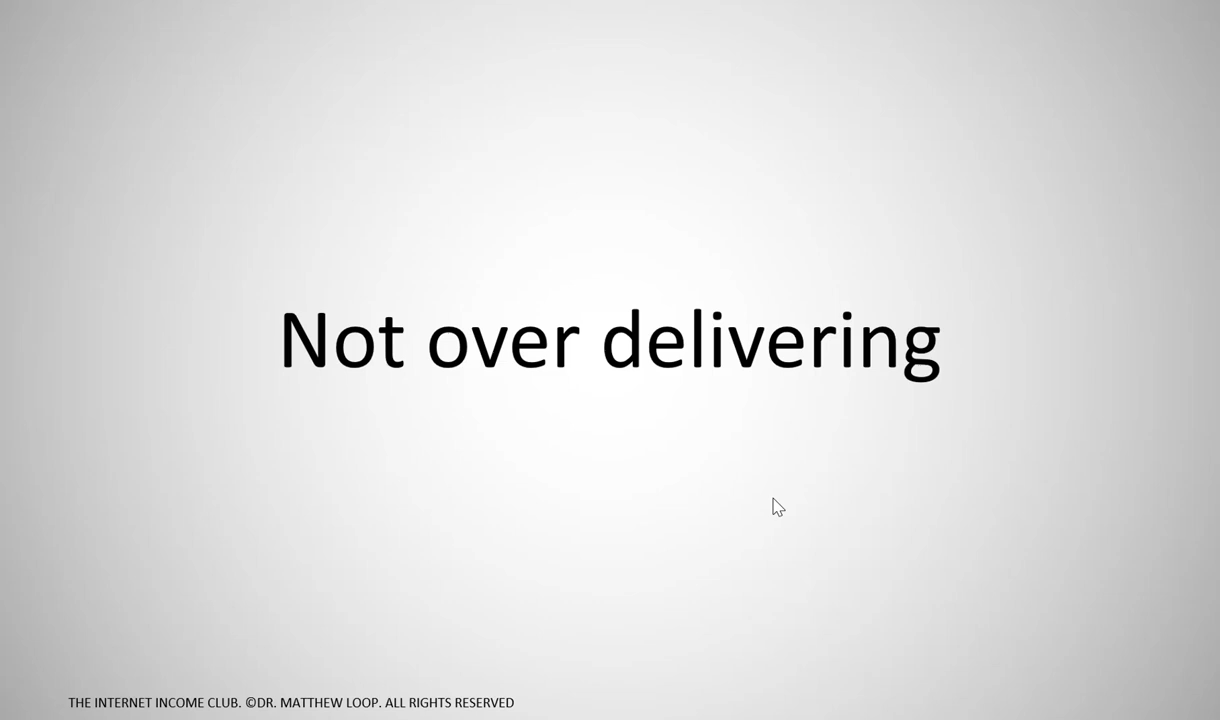 Not over delivering
THE INTERNET INCOME CLUB. ©DR. MATTHEW LOOP. ALL RIGHTS RESERVED